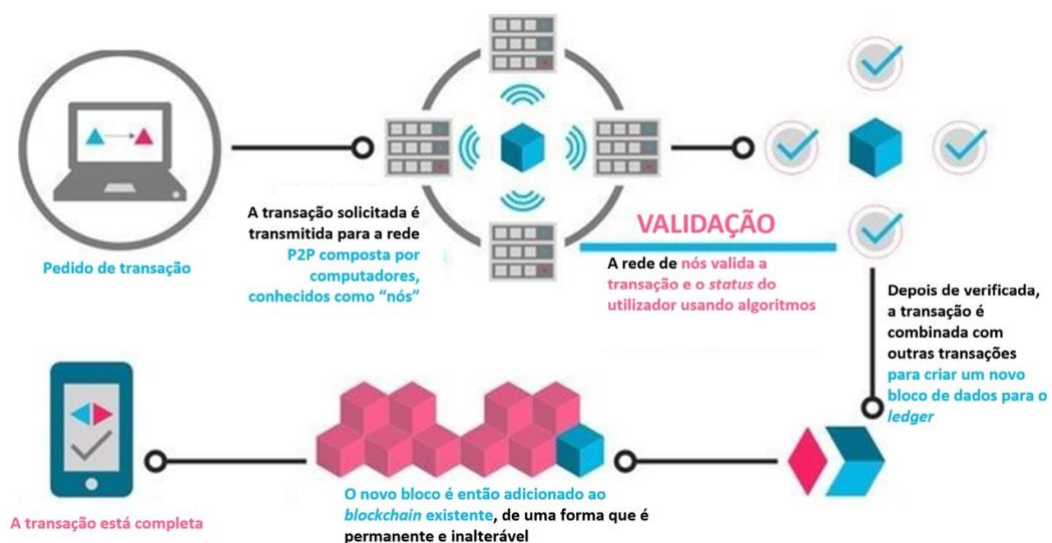 Pedido de transação
A transação solicitada é
transmitida para a rede
P2P composta por
computadores,
conhecidos como “nós”
VALIDAÇÃO
A rede de nós valida a
transação e o status do
utilizador usando algoritmos
Depois de verificada,
a transação é
combinada com
outras transações
para criar um novo
bloco de dados para o
ledger
O novo bloco é então adicionado ao
blockchain existente, de uma forma que é
permanente e inalterável
A transação está completa